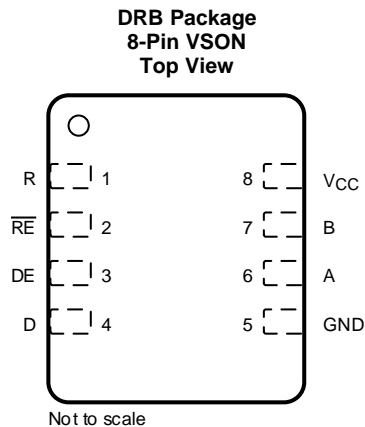 DRB Package
8-Pin VSON
Top View
R 1 8 VCC
RE 2 7 B
DE 3 6 A
D 4 5 GND
Not to scale